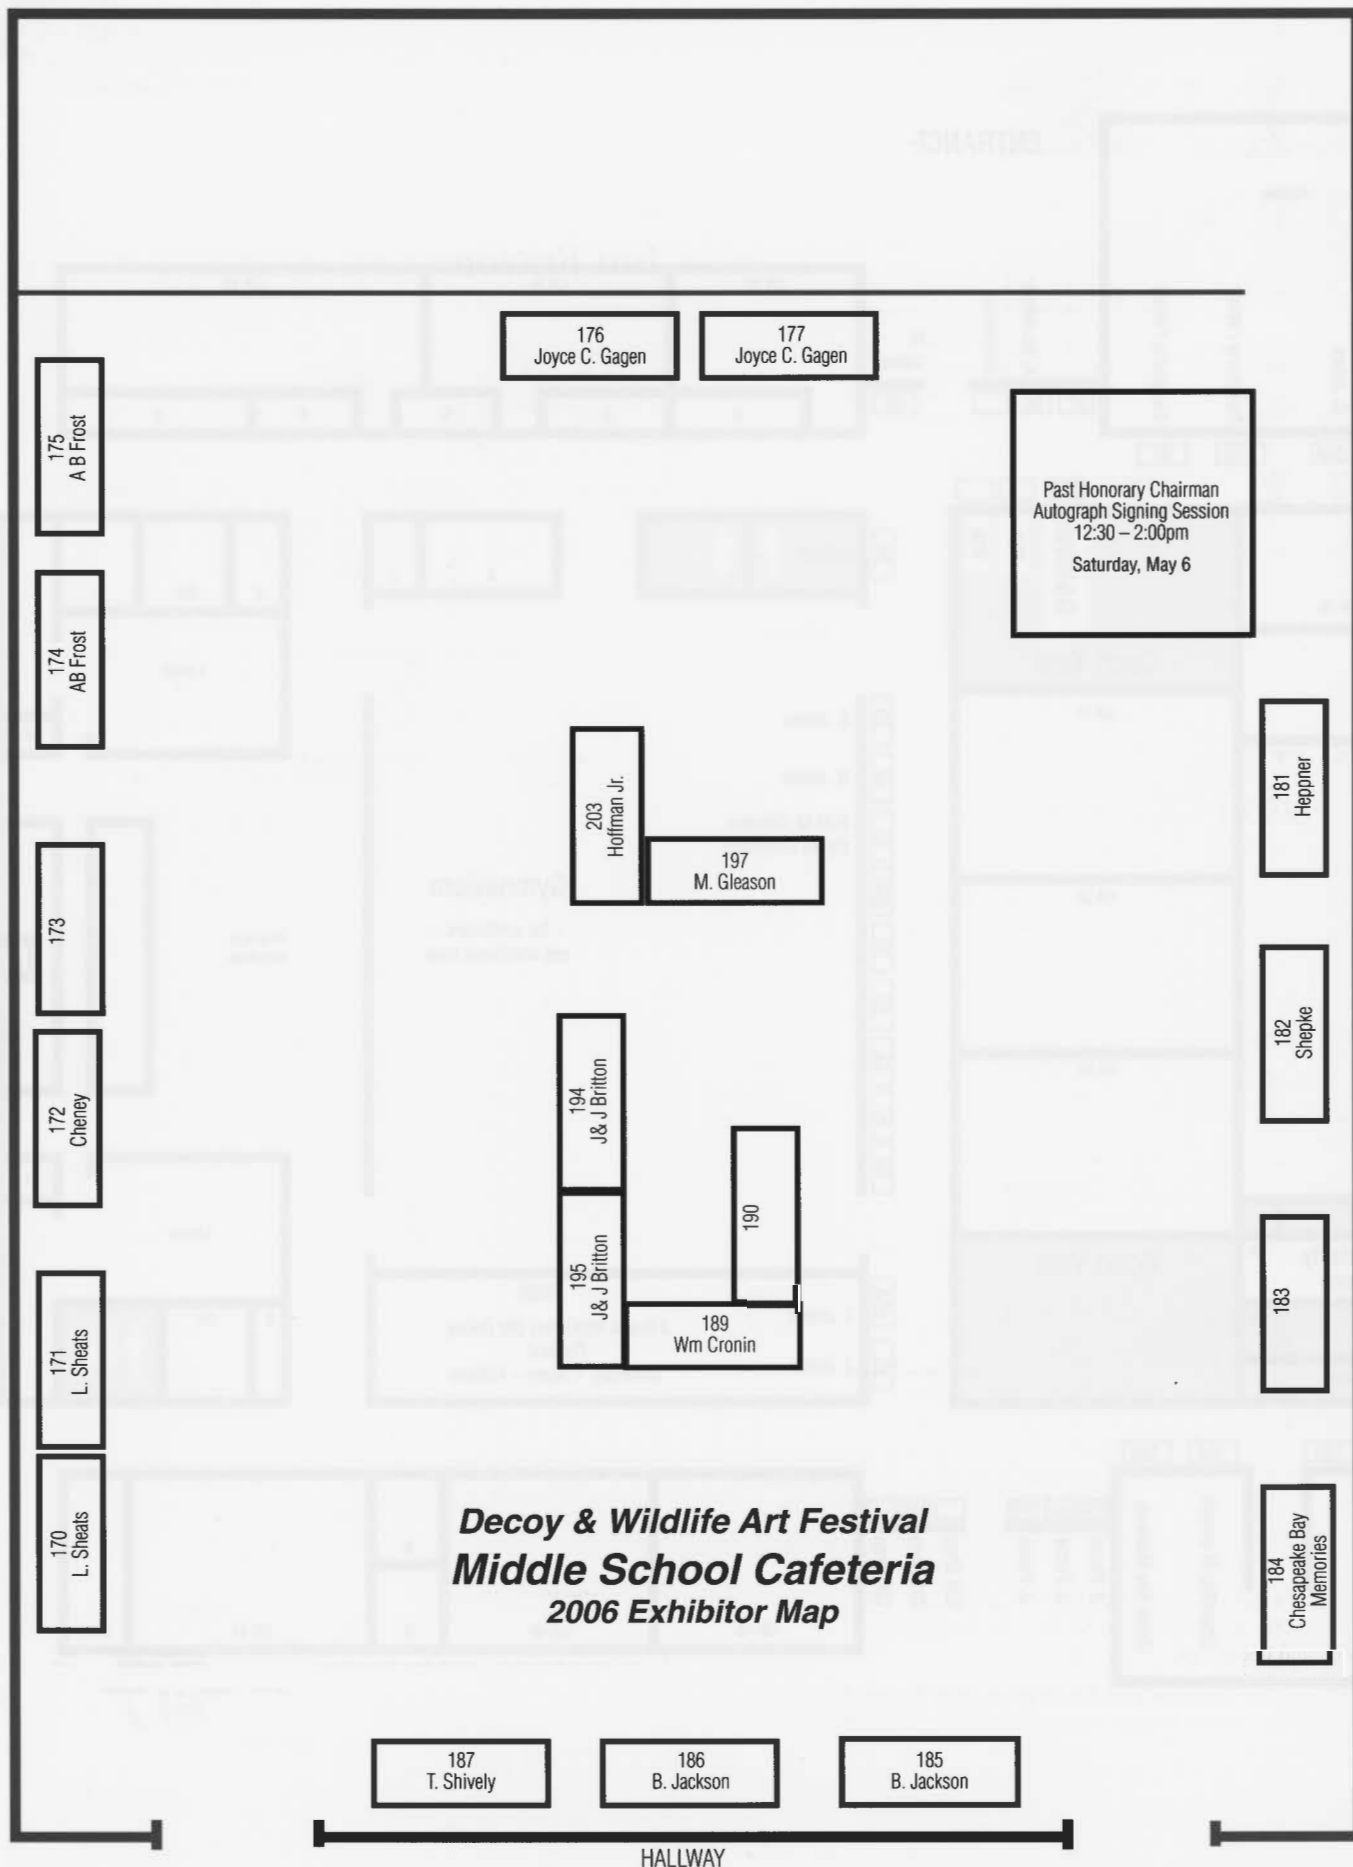 176
Joyce C. Gagen
177
Joyce C. Gagen
175
A B Frost
Past Honorary Chairman
Autograph Signing Session
12:30 – 2:00pm
Saturday, May 6
174
AB Frost
181
Heppner
203
Hoffman Jr.
197
M. Gleason
173
182
Shepke
172
Cheney
194
J& J Britton
190
195
J& J Britton
189
Wm Cronin
183
171
L. Sheats
170
L. Sheats
184
Chesapeake Bay
Memories
Decoy & Wildlife Art Festival
Middle School Cafeteria
2006 Exhibitor Map
187
T. Shively
186
B. Jackson
185
B. Jackson
HALLWAY